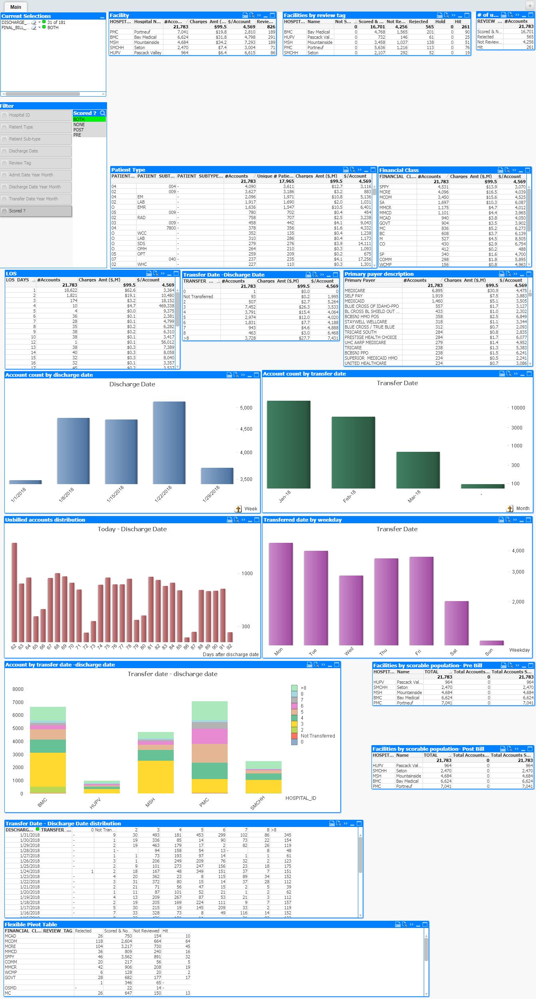 Main
Current Selections
DISCHARGE_... 31 of 181
FINAL_BILL_... BOTH
Facility
HOSPIT... Hospital N... #Acco... Charges Amt (... $/Account Revie...
21,783 $99.5 4,569 826
PMC Portneuf 7,041 $19.8 2,810 189
BMC Bay Medical 6,624 $31.8 4,798 291
MSH Mountainside 4,684 $34.2 7,293 189
SMCHH Seton 2,470 $7.4 3,004 71
HUPV Pascack Valley 964 $6.4 6,615 86
Facilities by review tag
HOSPIT... Name Not S... Scored & ... Not Re... Rejected Hold Hit
0 16,701 4,256 565 0 261
BMC Bay Medical 0 4,768 1,565 201 0 90
HUPV Pascack Val... 0 732 146 61 0 25
MSH Mountainside 0 3,458 1,037 138 0 51
PMC Portneuf 0 5,636 1,216 113 0 76
SMCHH Seton 0 2,107 292 52 0 19
# of u...
REVIEW ... #Accounts
21,783
Scored & N... 16,701
Rejected 565
Not Review... 4,256
Hit 261
Filter
Hospital ID
Patient Type
Patient Sub-type
Discharge Date
Review Tag
Admit Date Year Month
Discharge Date Year Month
Transfer Date Year Month
Scored ?
Scored ?
BOTH
NONE
POST
PRE
Patient Type
PATIENT... PATIENT SUBT... PATIENT SUBTYPE... #Accounts Unique # Patie... Charges Amt ($,M) $/Account
21,783 17,965 $99.5 4,569
04 004 - 4,090 3,611 $12.7 3,116
02 009 - 3,627 3,186 $3.2 883
04 EM - 2,096 1,971 $10.8 5,136
02 LAB - 1,917 1,690 $2.0 1,031
O EMR - 1,636 1,547 $10.5 6,401
05 009 - 780 702 $0.4 454
02 RAD - 758 707 $2.5 3,238
03 009 - 458 442 $4.1 9,043
04 7800 - 378 356 $1.6 4,332
O WCC - 352 135 $0.4 1,238
O LAB - 310 286 $0.4 1,173
O SDS - 279 276 $3.9 14,111
O OMH - 264 210 $0.3 1,093
05 OPT - 259 209 $0.2 675
07 040 - 237 235 $4.1 17,256
02 WHC - 227 110 $0.3 1,301
Financial Class
FINANCIAL CL... #Accounts Charges Amt ($,M) $/Account
21,783 $99.5 4,569
SFPY 4,531 $13.9 3,070
MCRE 4,096 $16.5 4,039
MCOM 3,450 $15.6 4,525
SA 1,697 $10.3 6,087
MMCR 1,175 $4.7 4,012
MMCD 1,101 $4.4 3,965
MCAD 940 $3.8 4,050
GOVT 904 $3.5 3,902
MC 836 $5.2 6,273
BC 608 $3.7 6,139
M 527 $4.5 8,505
CO 430 $2.9 6,754
412 $0.2 488
SP 340 $1.6 4,700
COMM 298 $1.8 5,895
WCMP 156 $0.8 4,963
LOS
LOS DAYS #Accounts Charges Amt ($,M) $/Account
21,783 $99.5 4,569
1 18,622 $62.6 3,364
2 1,821 $19.1 10,480
3 174 $3.2 18,152
4 10 $4.7 469,338
5 4 $0.0 9,375
6 36 $0.1 2,381
7 28 $0.1 4,799
8 35 $0.2 6,282
9 38 $0.2 6,310
10 38 $0.1 3,417
12 1 $0.1 56,012
13 38 $0.3 7,389
14 40 $0.3 8,058
15 32 $0.3 8,040
16 32 $0.1 3,357
17 45 $0.2 3,537
Transfer Date -Discharge Date
TRANSFER ... #Accounts Charges Amt ($,M) $/Account
21,783 $99.5 4,569
0 1 $0.0 0
Not Transferred 93 $0.2 1,995
2 507 $2.7 5,264
3 7,452 $26.3 3,533
4 3,791 $15.4 4,064
5 2,974 $12.0 4,020
6 1,831 $7.7 4,188
7 943 $4.6 4,888
8 463 $3.0 6,468
>8 3,728 $27.7 7,431
Primary payer description
Primary Payer #Accounts Charges Amt ($,M) $/Account
21,783 $99.5 4,569
MEDICARE 6,895 $30.9 4,475
SELF PAY 1,919 $7.5 3,883
MEDICAID 1,460 $5.1 3,505
BLUE CROSS OF IDAHO-PPO 557 $1.7 3,127
BL CROSS BL SHIELD OUT ... 433 $1.0 2,302
BCBSNJ HMO POS 358 $2.5 6,849
STAYWELL WELLCARE 318 $1.1 3,344
BLUE CROSS / TRUE BLUE 312 $0.7 2,093
TRICARE SOUTH 284 $0.8 2,835
PRESTIGE HEALTH CHOICE 284 $1.7 6,077
UHC AARP MEDICARE 279 $1.4 4,952
TRICARE 238 $1.3 5,383
BCBSNJ PPO 238 $1.5 6,241
SUPERIOR MEDICAID HMO 234 $0.5 2,241
UNITED HEALTHCARE 234 $0.7 3,086
Account count by discharge date
Discharge Date
5,000
4,500
4,000
3,500
1/1/2018 1/8/2018 1/15/2018 1/22/2018 1/29/2018
Week
Account count by transfer date
Transfer Date
10000
3000
1000
300
100
Jan-18 Feb-18 Mar-18 -
Month
Unbilled accounts distribution
Today - Discharge Date
1000
300
62 63 64 65 66 67 68 69 70 71 72 73 74 75 76 77 78 79 80 81 82 83 84 85 86 87 88 89 90 91 92
Days after discharge date
Transferred date by weekday
Transfer Date
4,000
3,000
2,000
Mon Tue Wed Thu Fri Sat Sun
Weekday
Account by transfer date -discharge date
Transfer date - discharge date
8000
7000
6000
5000
4000
3000
2000
1000
0
BMC HUPV MSH PMC SMCHH
HOSPITAL_ID
>8
8
7
6
5
4
3
2
Not Transferred
0
Facilities by scorable population- Pre Bill
HOSPIT... Name TOTAL Total Accounts... Total Accounts S...
21,783 0 21,783
HUPV Pascack Val... 964 0 964
SMCHH Seton 2,470 0 2,470
MSH Mountainside 4,684 0 4,684
BMC Bay Medical 6,624 0 6,624
PMC Portneuf 7,041 0 7,041
Facilities by scorable population- Post Bill
HOSPIT... Name TOTAL Total Accounts... Total Accounts S...
21,783 0 21,783
HUPV Pascack Val... 964 0 964
SMCHH Seton 2,470 0 2,470
MSH Mountainside 4,684 0 4,684
BMC Bay Medical 6,624 0 6,624
PMC Portneuf 7,041 0 7,041
Transfer Date - Discharge Date distribution
DISCHARG... TRANSFER ... 0 Not Tran... 2 3 4 5 6 7 8 >8
1/31/2018 - 9 30 493 181 453 299 102 86 345
1/30/2018 - 1 19 336 85 14 90 73 22 154
1/29/2018 - 2 19 463 179 17 2 82 26 119
1/28/2018 - 1 - 94 158 54 13 - 8 48
1/27/2018 - 1 1 73 193 97 14 1 1 61
1/26/2018 - 3 1 206 249 209 76 32 2 123
1/25/2018 - 2 9 101 273 247 156 23 18 175
1/24/2018 1 2 18 167 48 349 151 37 7 151
1/23/2018 - 4 20 362 23 8 115 89 34 152
1/22/2018 - 3 31 372 80 15 14 37 28 112
1/21/2018 - 2 21 71 56 47 15 2 5 39
1/20/2018 - 1 11 87 101 52 21 1 2 62
1/19/2018 - 4 13 209 267 87 53 21 3 112
1/18/2018 - 2 19 205 169 224 111 9 7 157
1/17/2018 - 5 30 215 19 145 209 33 2 119
1/16/2018 - 7 33 328 73 8 49 116 14 152
Flexible Pivot Table
FINANCIAL CL... REVIEW TAG Rejected Scored & No... Not Reviewed Hit
MCAD 26 750 154 10
MCOM 118 2,604 664 64
MCRE 104 3,217 730 45
MMCD 36 809 240 16
SFPY 46 3,562 891 32
COMM 20 217 56 5
MMCR 42 906 208 19
WCMP 6 128 20 2
GOVT 28 682 177 17
1 346 65 -
OSMD - 22 14 -
MC 26 647 150 13